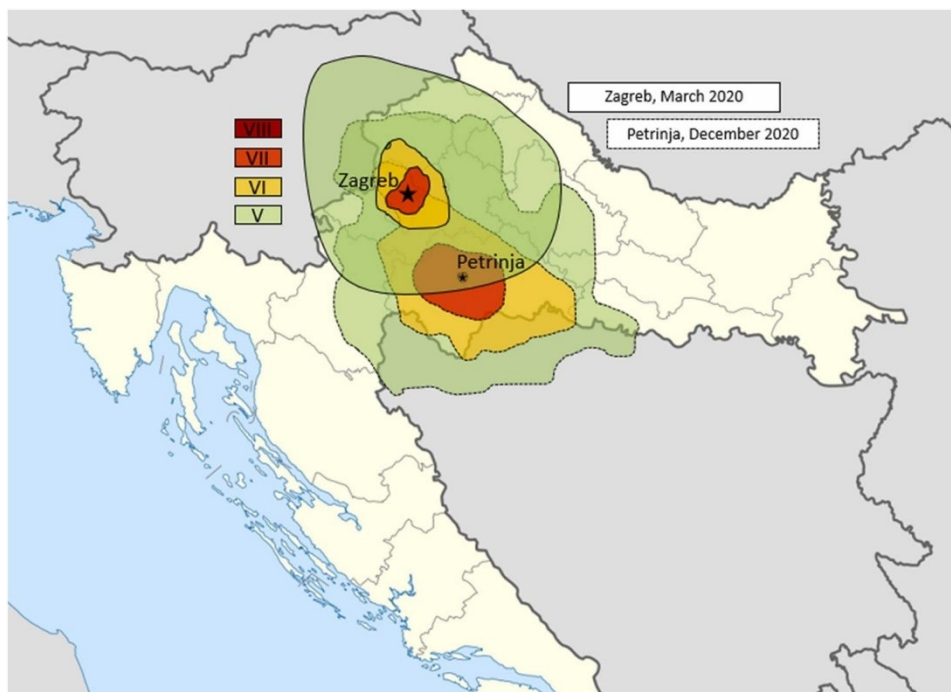 Zagreb, March 2020
Petrinja, December 2020
VIII
VII
VI
V
Zagreb
Petrinja